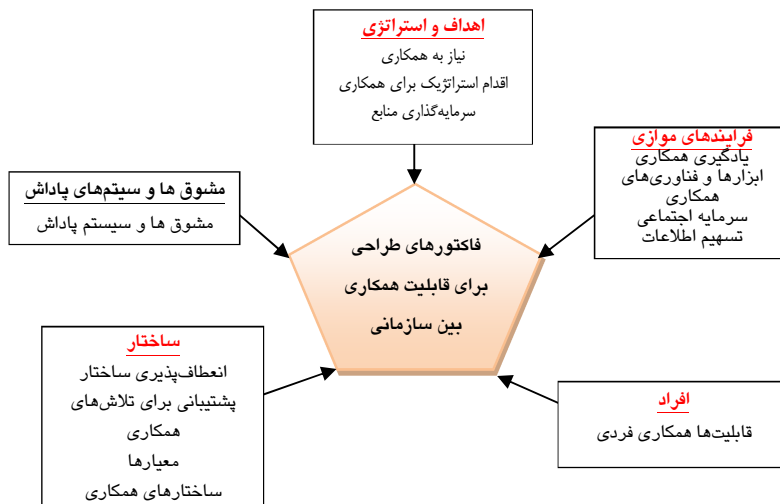 اهداف و استراتژی
نیاز به همکاری
اقدام استراتژیک برای همکاری
سرمایه‌گذاری منابع
فرایندهای موازی
یادگیری همکاری
ابزارها و فناوری‌های
همکاری
سرمایه اجتماعی
تسهیم اطلاعات
مشوق ها و سیتم‌های پاداش
مشوق ها و سیستم پاداش
فاکتورهای طراحی
برای قابلیت همکاری
بین سازمانی
ساختار
انعطاف‌پذیری ساختار
پشتیبانی برای تلاش‌های
همکاری
معیارها
ساختارهای همکاری
افراد
قابلیت‌ها همکاری فردی